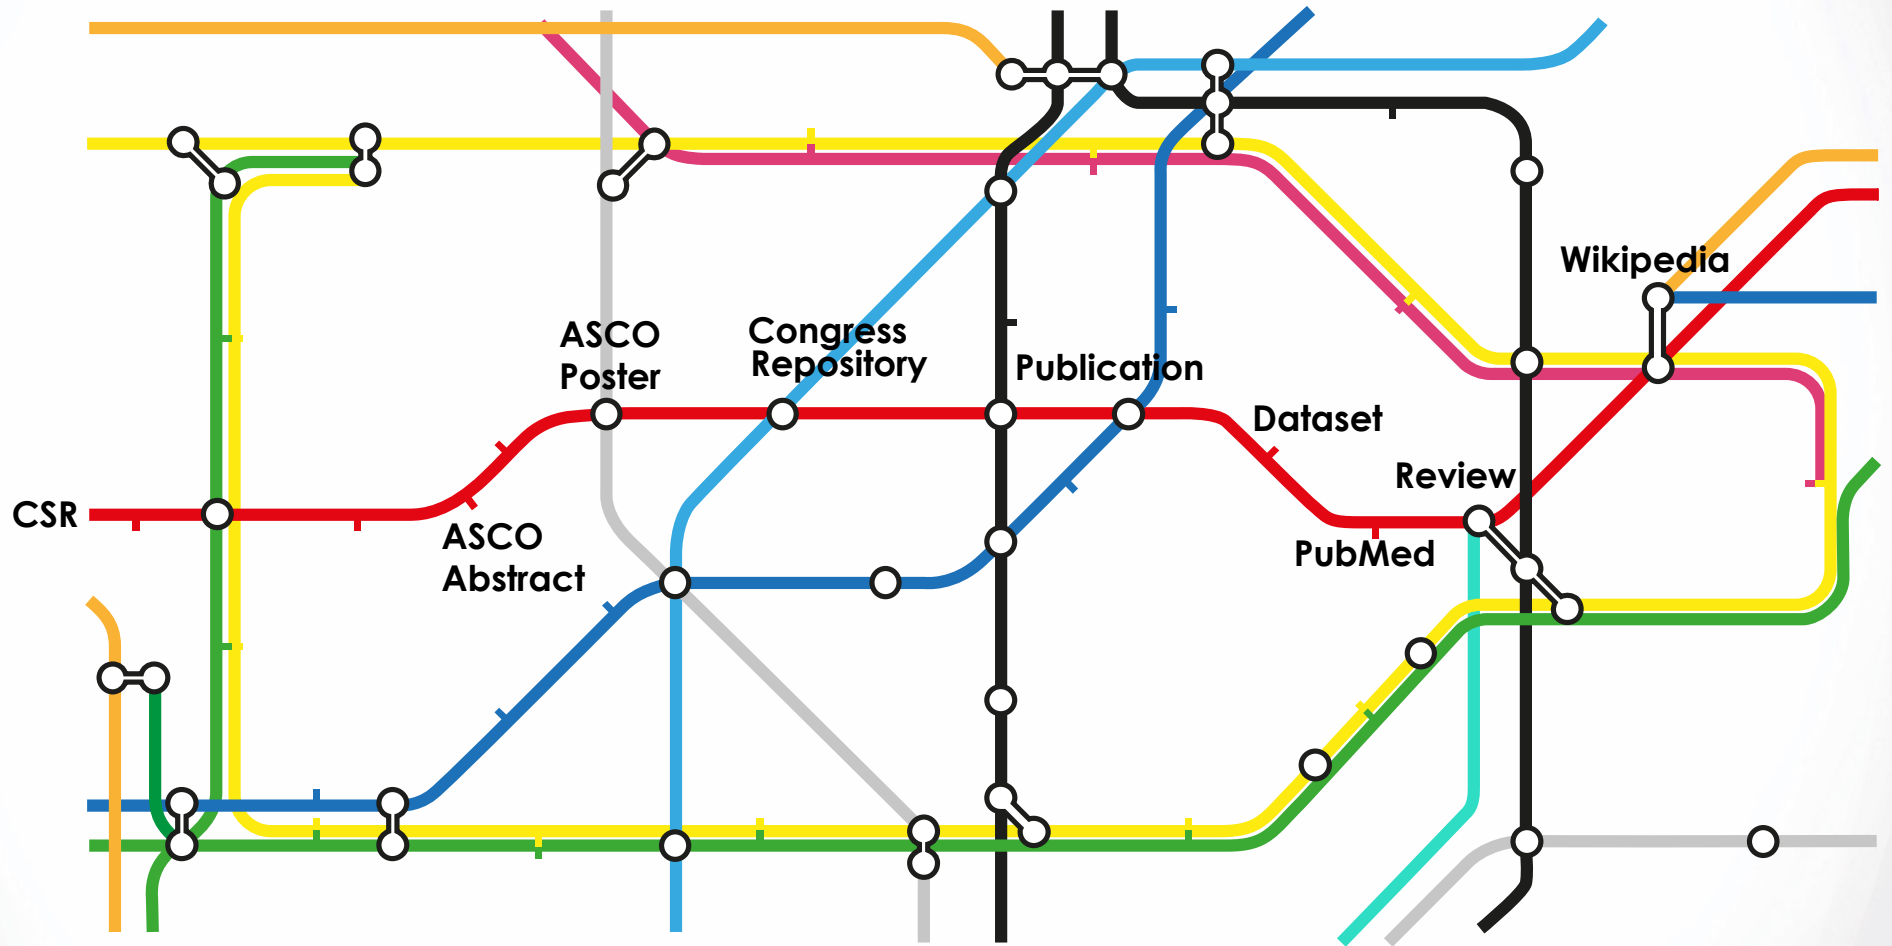 Wikipedia
ASCO
Poster
Congress
Repository
Publication
Dataset
Review
CSR
ASCO
Abstract
PubMed